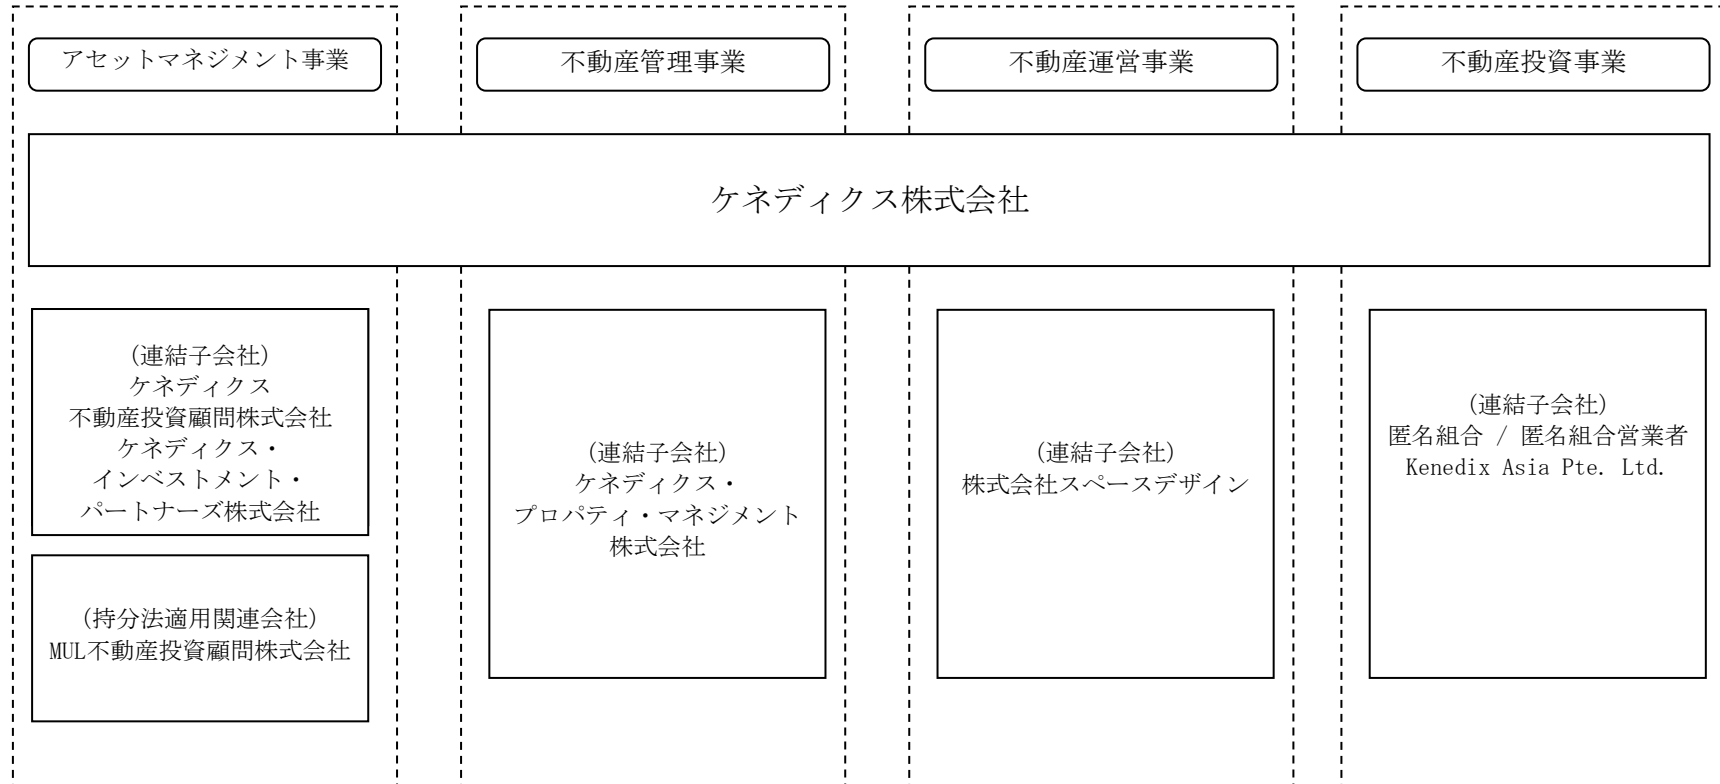 アセットマネジメント事業
不動産管理事業
不動産運営事業
不動産投資事業
ケネディクス株式会社
(連結子会社)
ケネディクス
不動産投資顧問株式会社
ケネディクス・
インベストメント・
パートナーズ株式会社
(持分法適用関連会社)
MUL不動産投資顧問株式会社
(連結子会社)
ケネディクス・
プロパティ・マネジメント
株式会社
(連結子会社)
株式会社スペースデザイン
(連結子会社)
匿名組合 / 匿名組合営業者
Kenedix Asia Pte. Ltd.